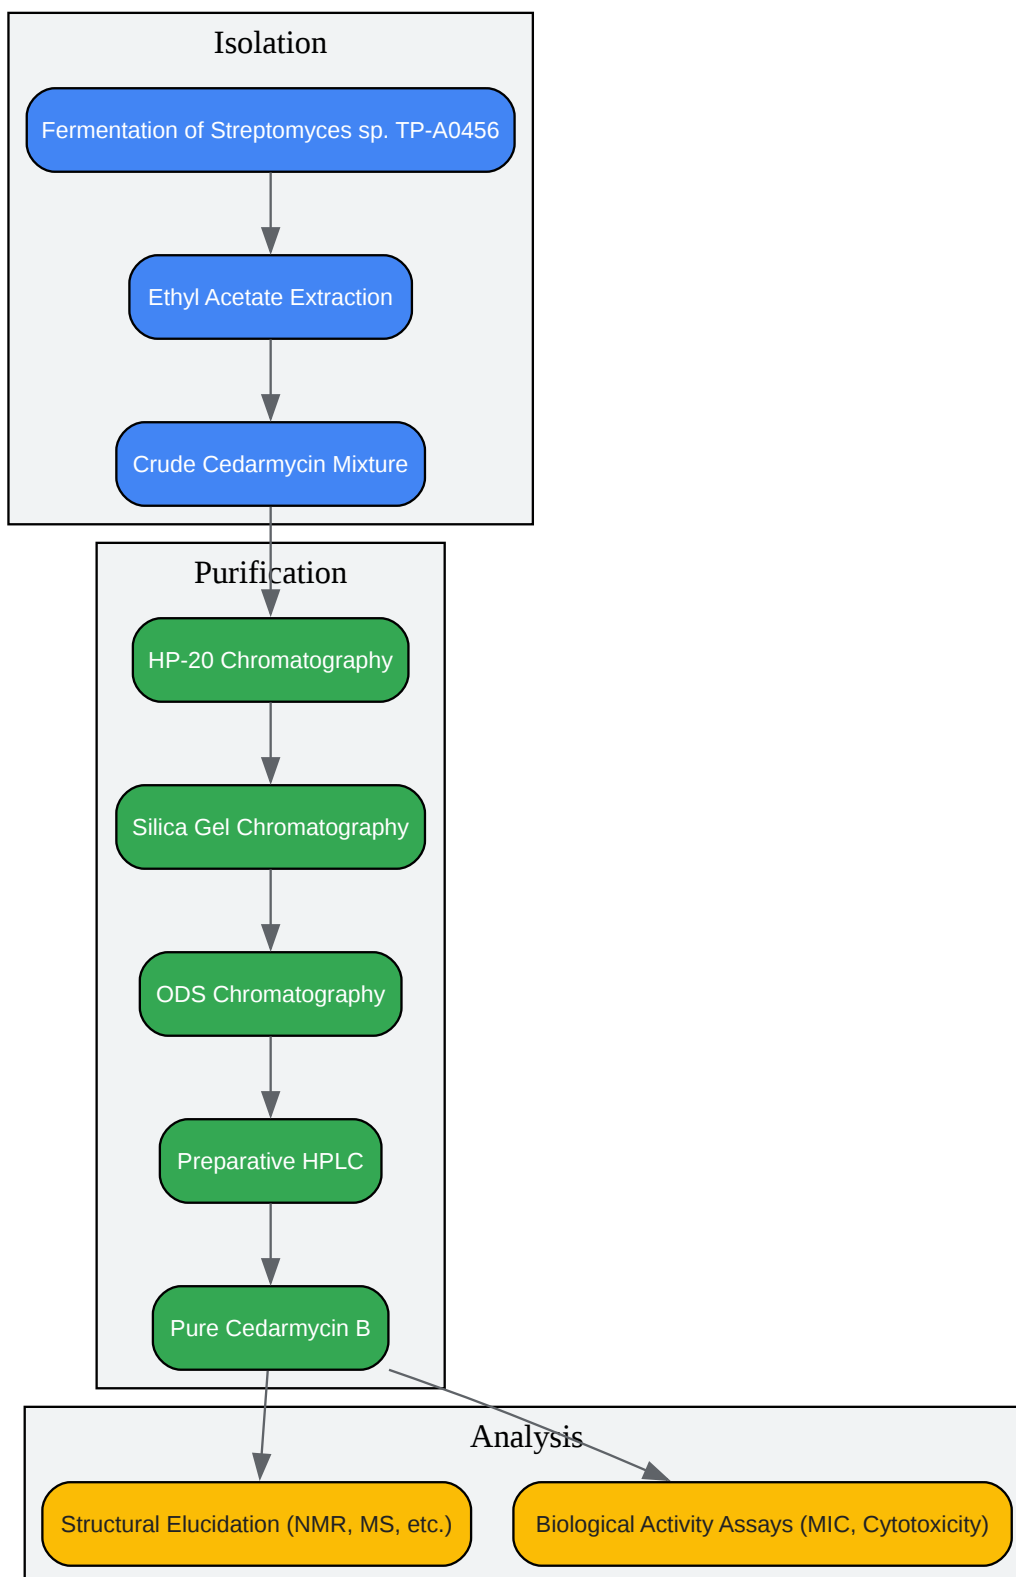 Isolation
Fermentation of Streptomyces sp. TP-A0456
Ethyl Acetate Extraction
Crude Cedarmycin Mixture
Purification
HP-20 Chromatography
Silica Gel Chromatography
ODS Chromatography
Preparative HPLC
Pure Cedarmycin B
Analysis
Structural Elucidation (NMR, MS, etc.)
Biological Activity Assays (MIC, Cytotoxicity)